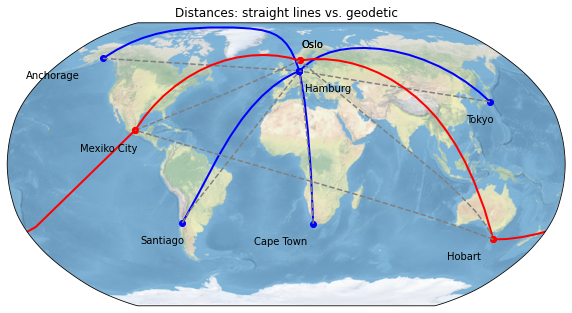 Distances: straight lines vs. geodetic
Oslo
Anchorage
Hamburg
Tokyo
Mexiko City
Santiago
Cape Town
Hobart